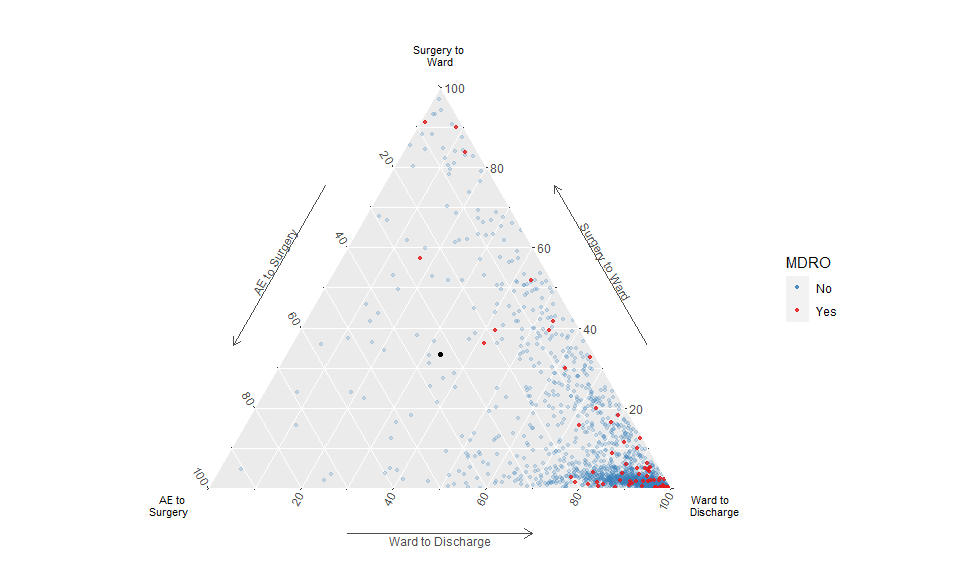 Surgery to
Ward
100
20
80
AE to Surgery
Surgery to Ward
40
60
MDRO
No
Yes
60
40
80
20
100
AE to
Surgery
20
40
60
80
100
Ward to
Discharge
Ward to Discharge